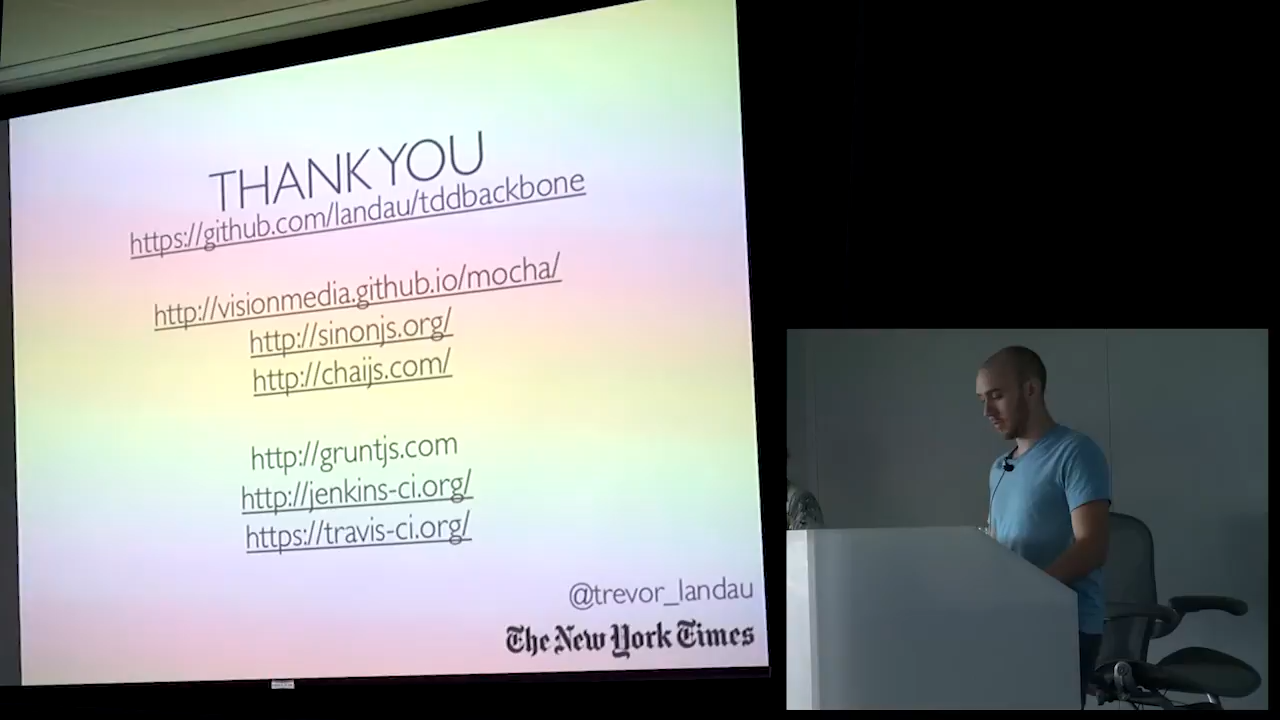 THANK YOU
https://github.com/landau/tddbackbone
http://visionmedia.github.io/mocha/
http://sinonjs.org/
http://chaijs.com/
http://gruntjs.com
http://jenkins-ci.org/
https://travis-ci.org/
@trevor_landau
The New York Times